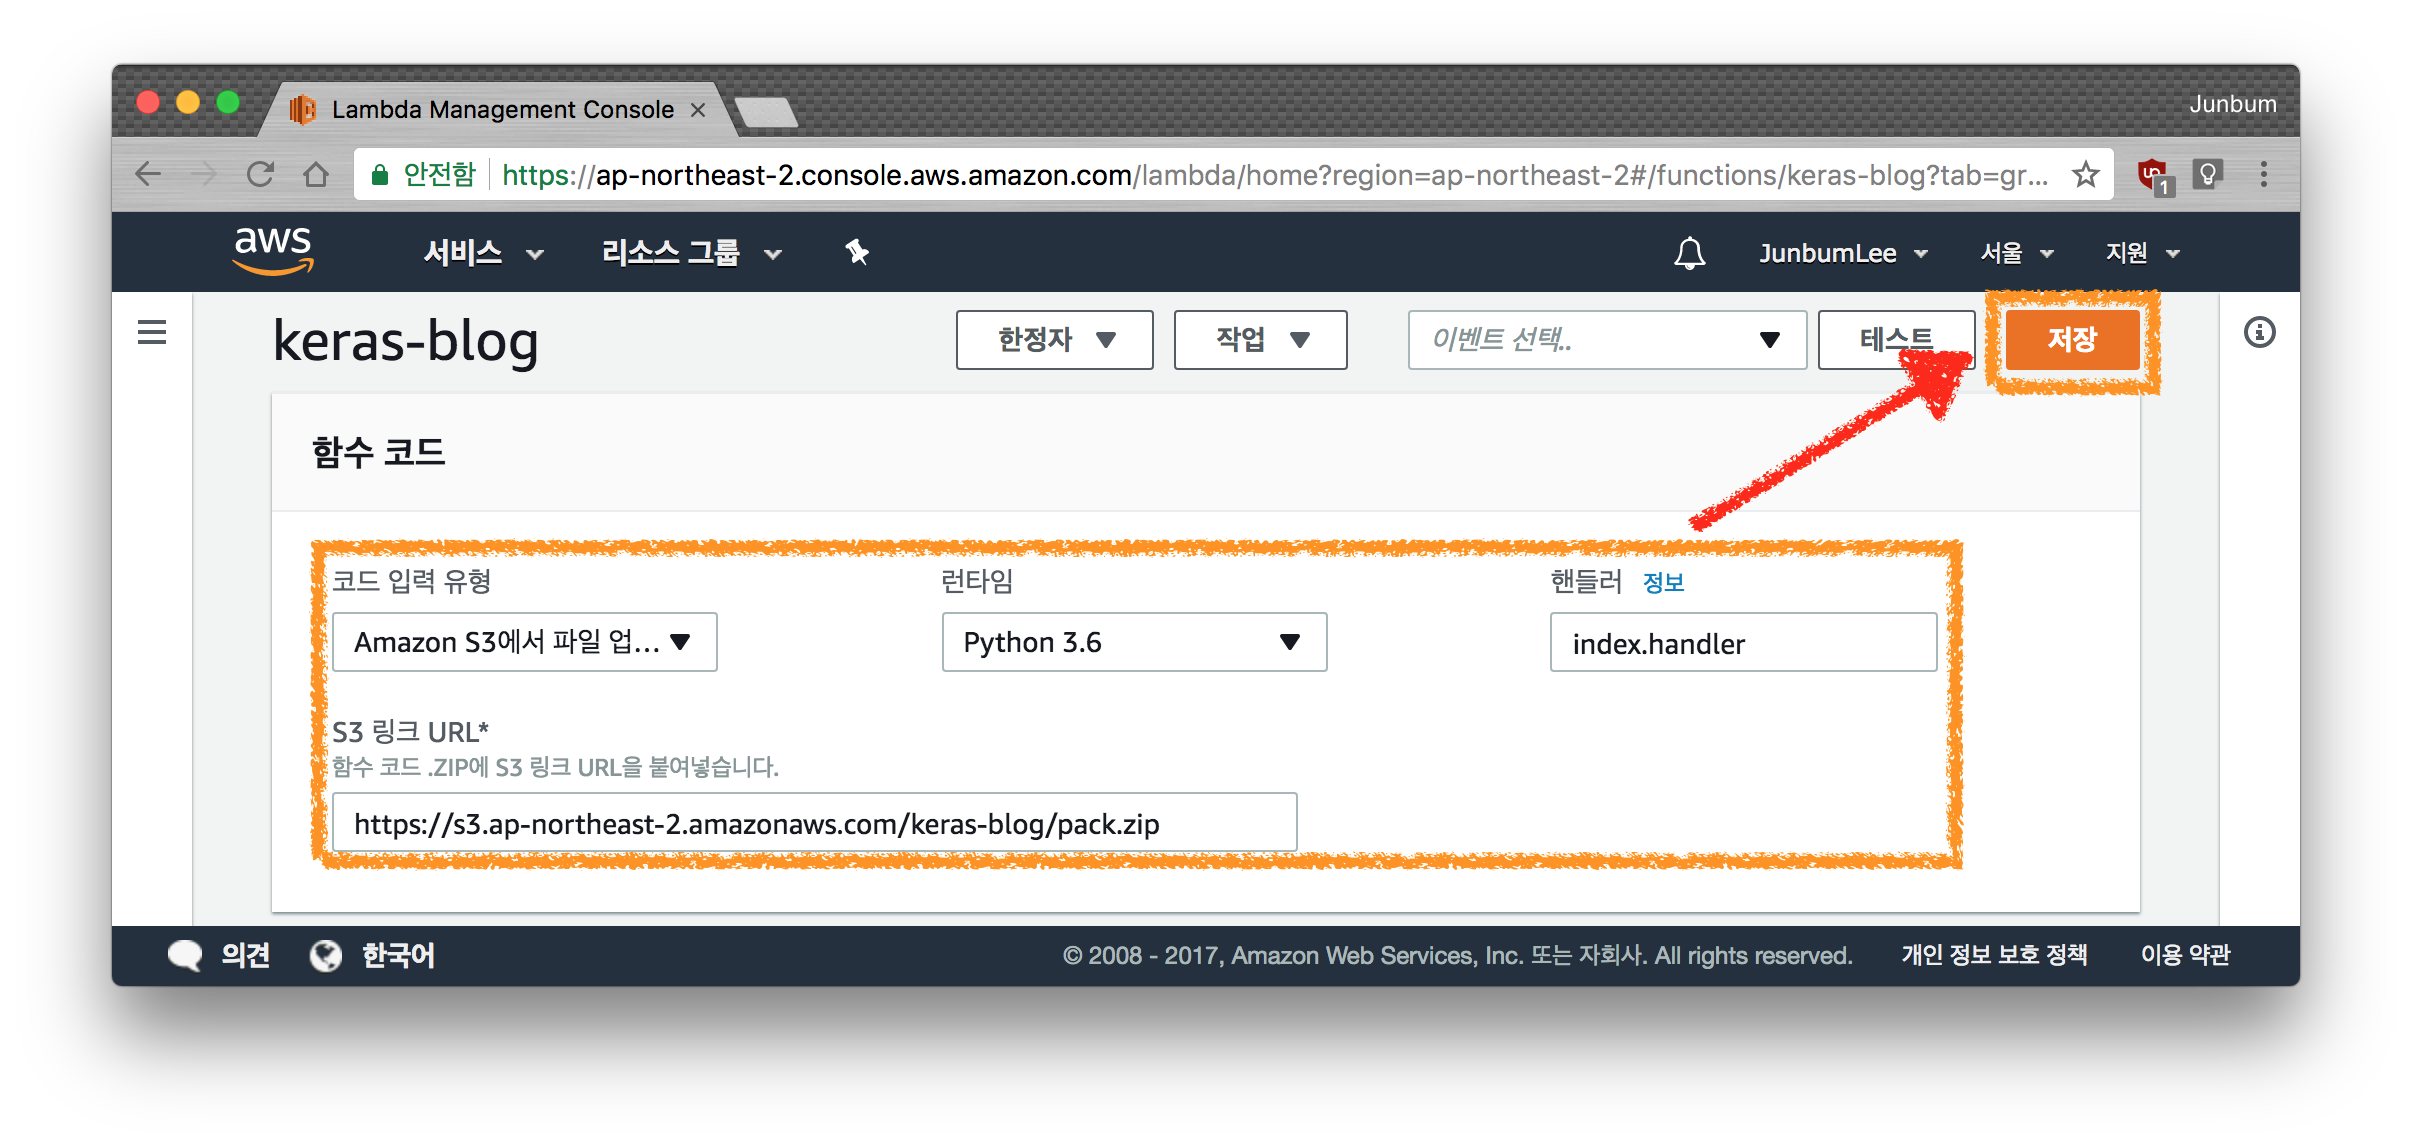 Lambda Management Console
Junbum
안전함 https://ap-northeast-2.console.aws.amazon.com/lambda/home?region=ap-northeast-2#/functions/keras-blog?tab=gr...
1
aws 서비스 리소스 그룹 JunbumLee 서울 지원
keras-blog 한정자 작업 이벤트 선택.. 테스트 저장
함수 코드
코드 입력 유형 런타임 핸들러 정보
Amazon S3에서 파일 업... Python 3.6 index.handler
S3 링크 URL*
함수 코드 .ZIP에 S3 링크 URL을 붙여넣습니다.
https://s3.ap-northeast-2.amazonaws.com/keras-blog/pack.zip
의견 한국어 © 2008 - 2017, Amazon Web Services, Inc. 또는 자회사. All rights reserved. 개인 정보 보호 정책 이용 약관